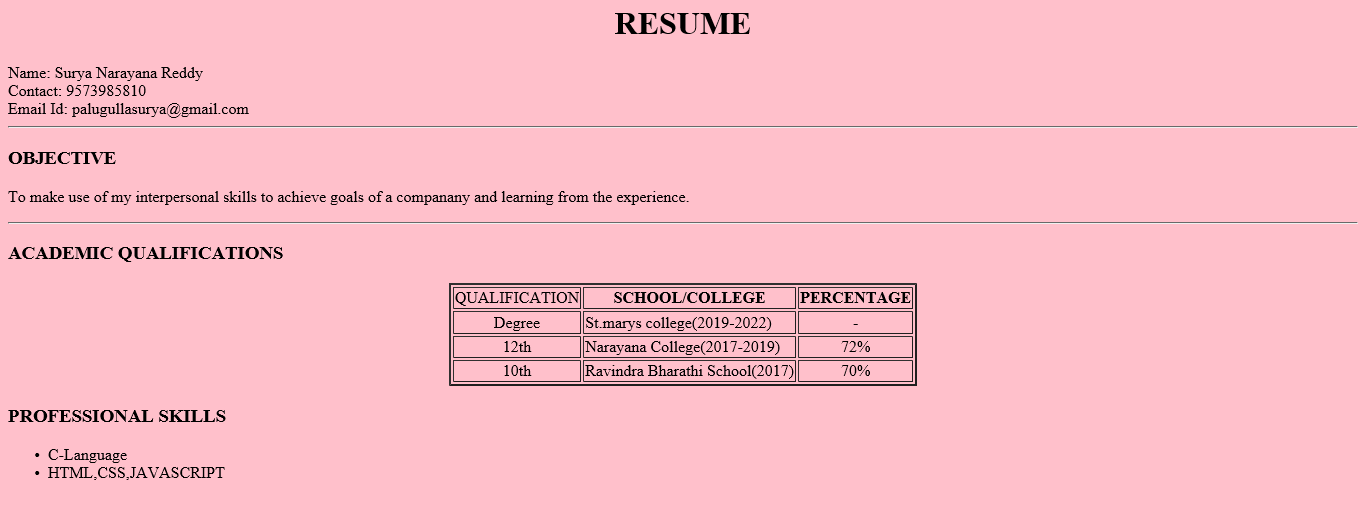 RESUME
Name: Surya Narayana Reddy
Contact: 9573985810
Email Id: palugullasurya@gmail.com
OBJECTIVE
To make use of my interpersonal skills to achieve goals of a companany and learning from the experience.
ACADEMIC QUALIFICATIONS
QUALIFICATION SCHOOL/COLLEGE PERCENTAGE
Degree St.marys college(2019-2022) -
12th Narayana College(2017-2019) 72%
10th Ravindra Bharathi School(2017) 70%
PROFESSIONAL SKILLS
• C-Language
• HTML,CSS,JAVASCRIPT